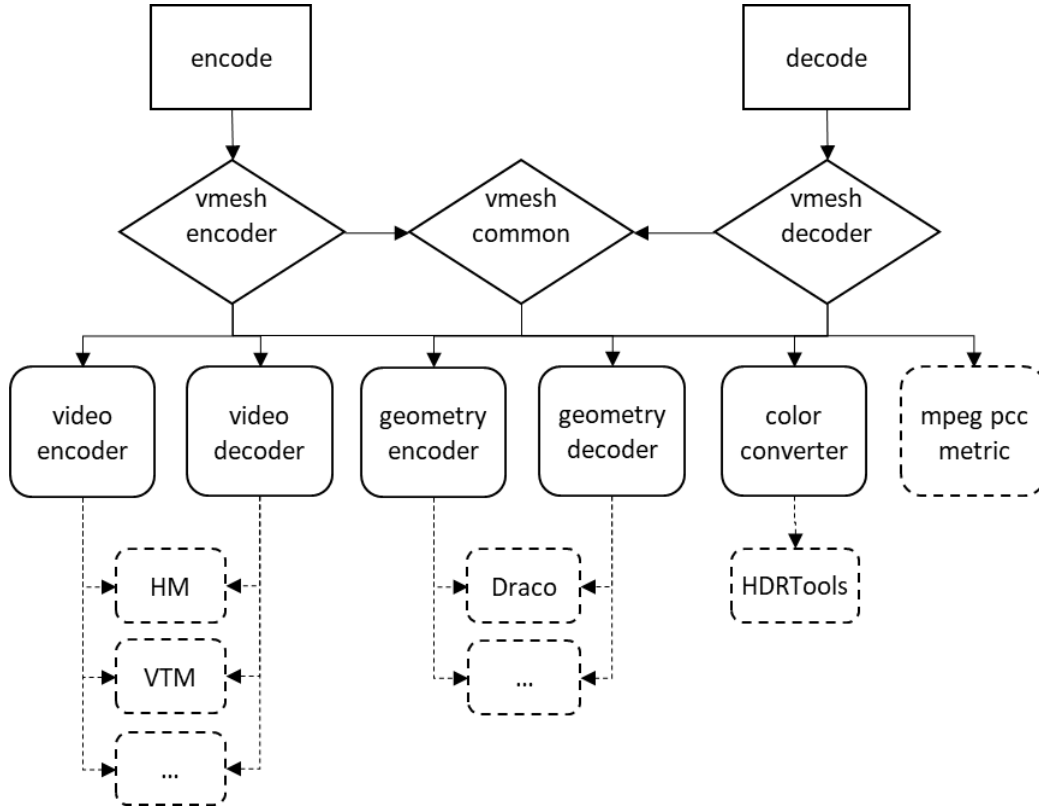 encode
decode
vmesh
encoder
vmesh
common
vmesh
decoder
video
encoder
video
decoder
geometry
encoder
geometry
decoder
color
converter
mpeg pcc
metric
HM
Draco
HDRTools
VTM
...
...